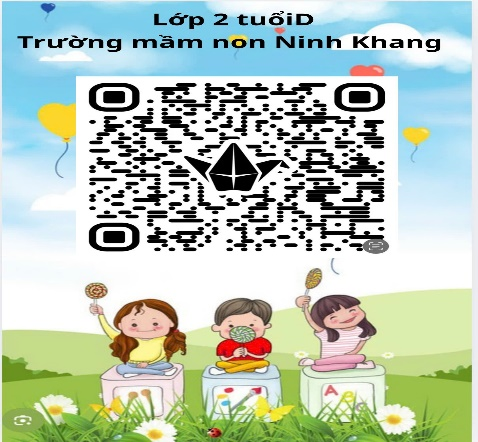 Lớp 2 tuổiD
Trường mầm non Ninh Khang
A